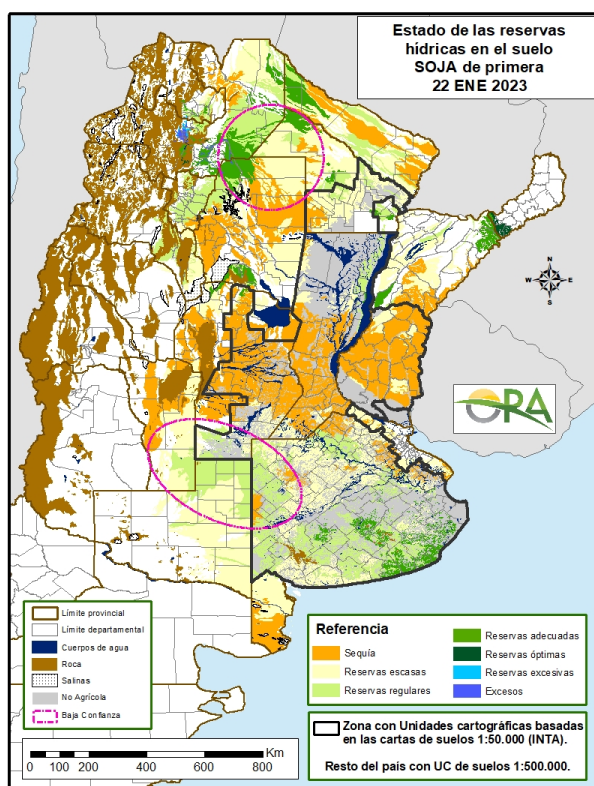 Estado de las reservas
hídricas en el suelo
SOJA de primera
22 ENE 2023
N
W
E
S
OPA
Límite provincial
Límite departamental
Cuerpos de agua
Roca
Salinas
No Agrícola
Baja Confianza
Referencia
Sequía
Reservas escasas
Reservas regulares
Reservas adecuadas
Reservas óptimas
Reservas excesivas
Excesos
Zona con Unidades cartográficas basadas
en las cartas de suelos 1:50.000 (INTA).
Resto del país con UC de suelos 1:500.000.
Km
0 100 200 400 600 800